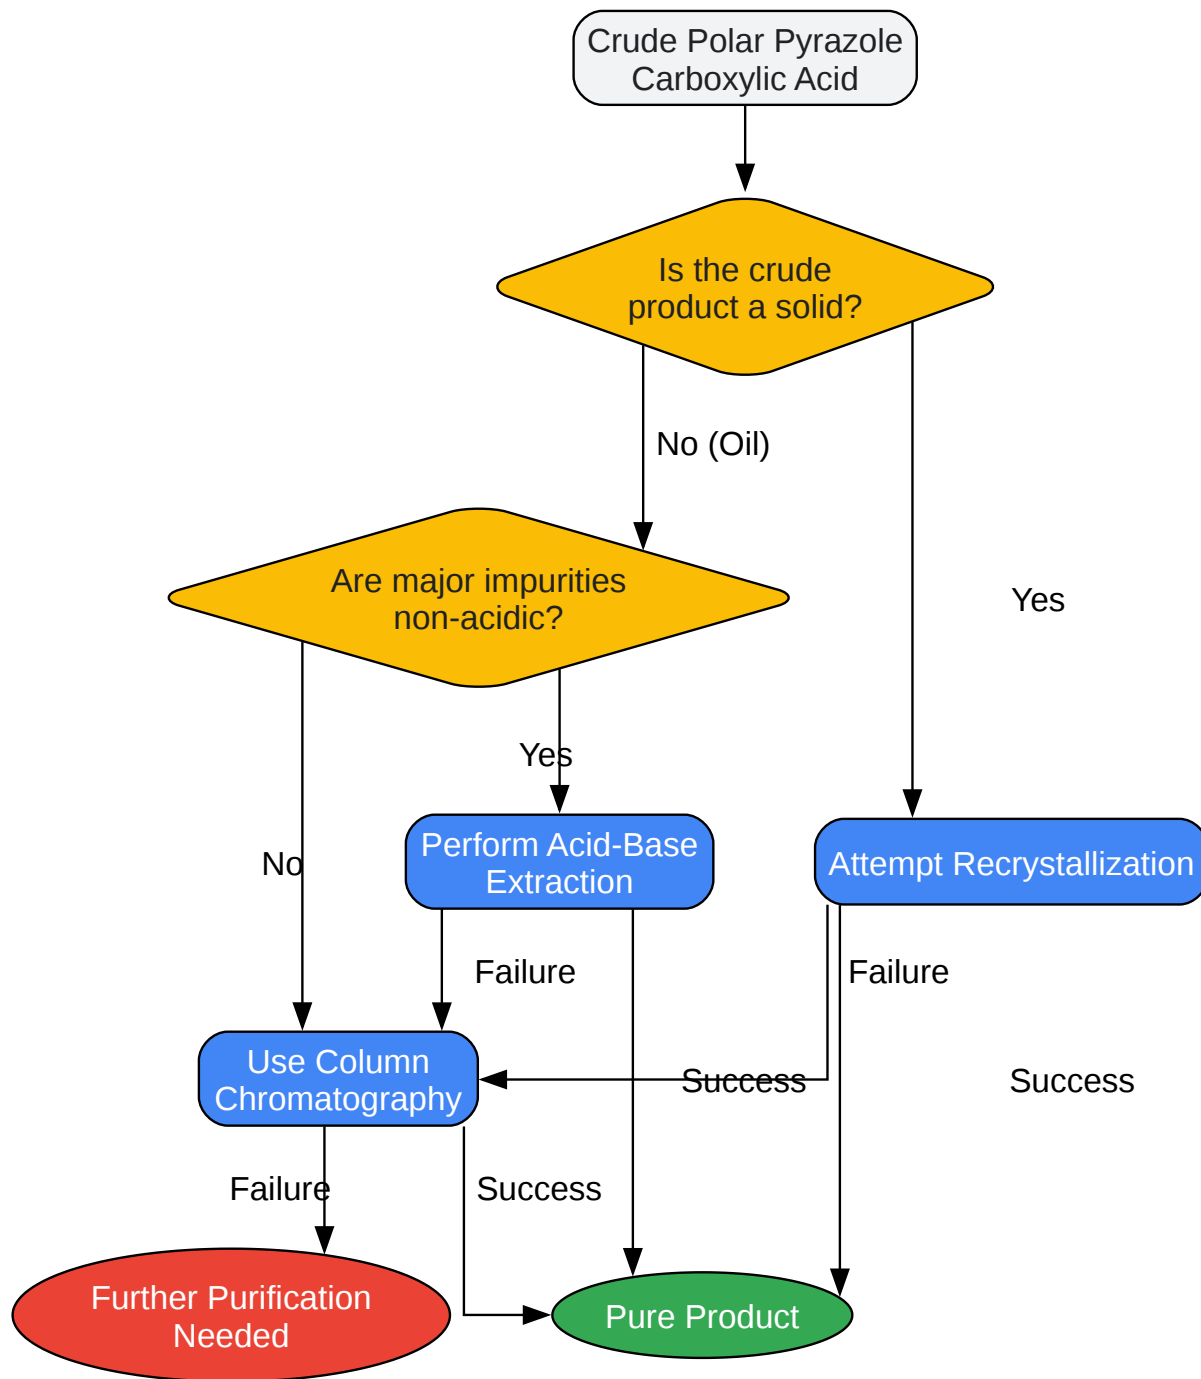 Crude Polar Pyrazole
Carboxylic Acid
Is the crude
product a solid?
No (Oil)
Are major impurities
non-acidic?
Yes
Yes
No
Perform Acid-Base
Extraction
Attempt Recrystallization
Failure
Failure
Use Column
Chromatography
Success
Success
Failure
Success
Further Purification
Needed
Pure Product